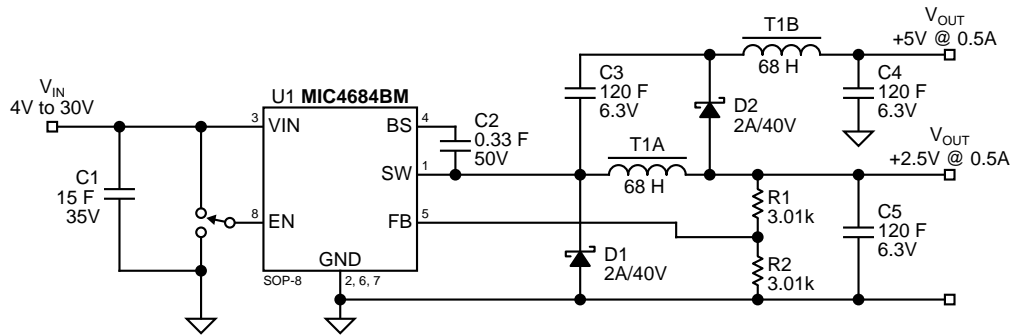 T1B
V_OUT
+5V @ 0.5A
68 H
C3
120 F
6.3V
C4
120 F
6.3V
D2
2A/40V
V_IN
4V to 30V
U1 MIC4684BM
3
VIN
BS
4
C2
0.33 F
50V
V_OUT
+2.5V @ 0.5A
T1A
68 H
SW
1
C1
15 F
35V
8
EN
FB
5
R1
3.01k
C5
120 F
6.3V
GND
D1
2A/40V
R2
3.01k
SOP-8
2, 6, 7